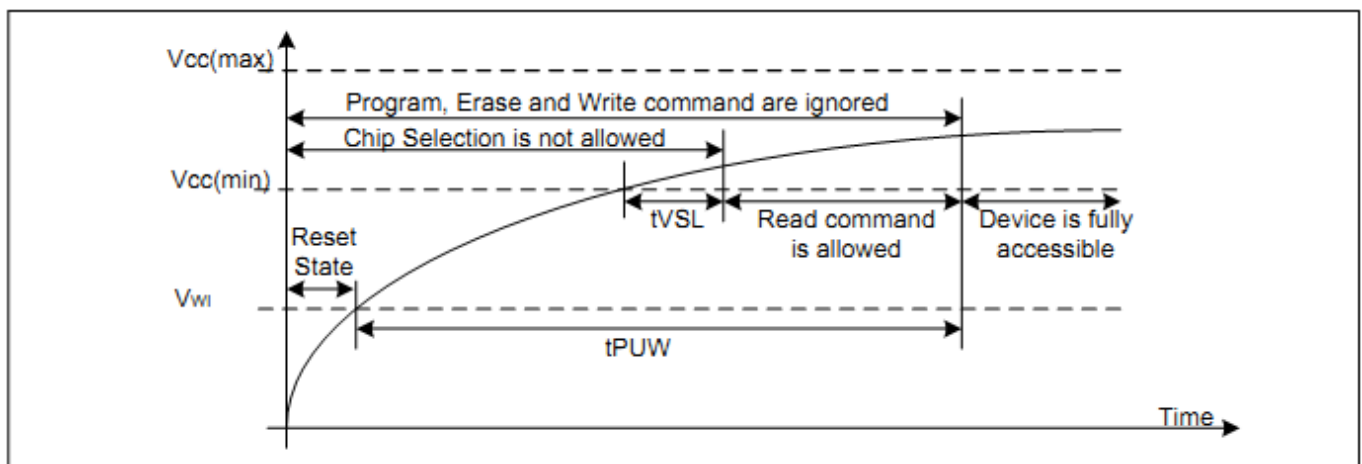 Vcc(max)
Program, Erase and Write command are ignored
Chip Selection is not allowed
Vcc(min)
tVSL
Read command
is allowed
Device is fully
accessible
Reset
State
VWI
tPUW
Time